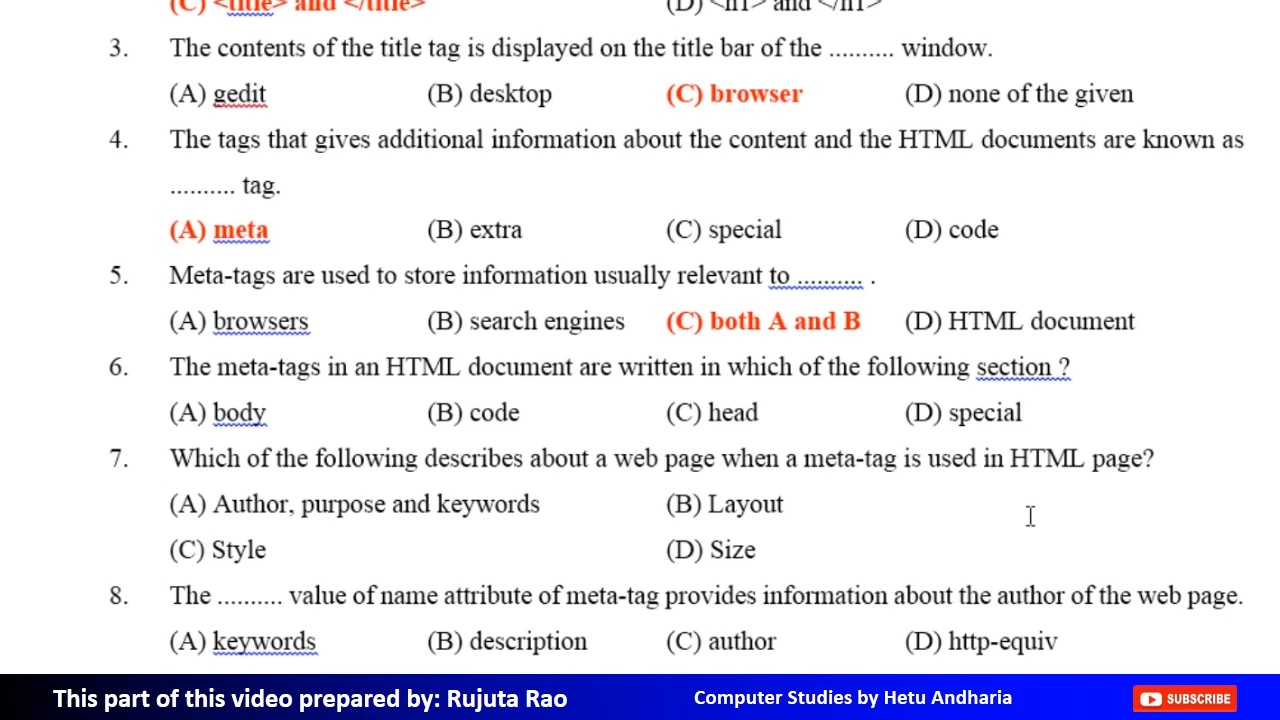 (C) <title> and </title> (D) <h1> and </h1>
3. The contents of the title tag is displayed on the title bar of the .......... window.
(A) gedit (B) desktop (C) browser (D) none of the given
4. The tags that gives additional information about the content and the HTML documents are known as
.......... tag.
(A) meta (B) extra (C) special (D) code
5. Meta-tags are used to store information usually relevant to .......... .
(A) browsers (B) search engines (C) both A and B (D) HTML document
6. The meta-tags in an HTML document are written in which of the following section ?
(A) body (B) code (C) head (D) special
7. Which of the following describes about a web page when a meta-tag is used in HTML page?
(A) Author, purpose and keywords (B) Layout
(C) Style (D) Size
8. The .......... value of name attribute of meta-tag provides information about the author of the web page.
(A) keywords (B) description (C) author (D) http-equiv
This part of this video prepared by: Rujuta Rao Computer Studies by Hetu Andharia SUBSCRIBE